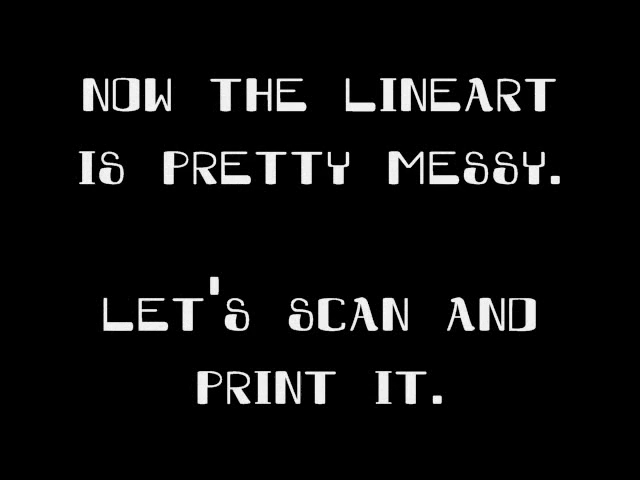 NOW THE LINEART
IS PRETTY MESSY.
LET'S SCAN AND
PRINT IT.